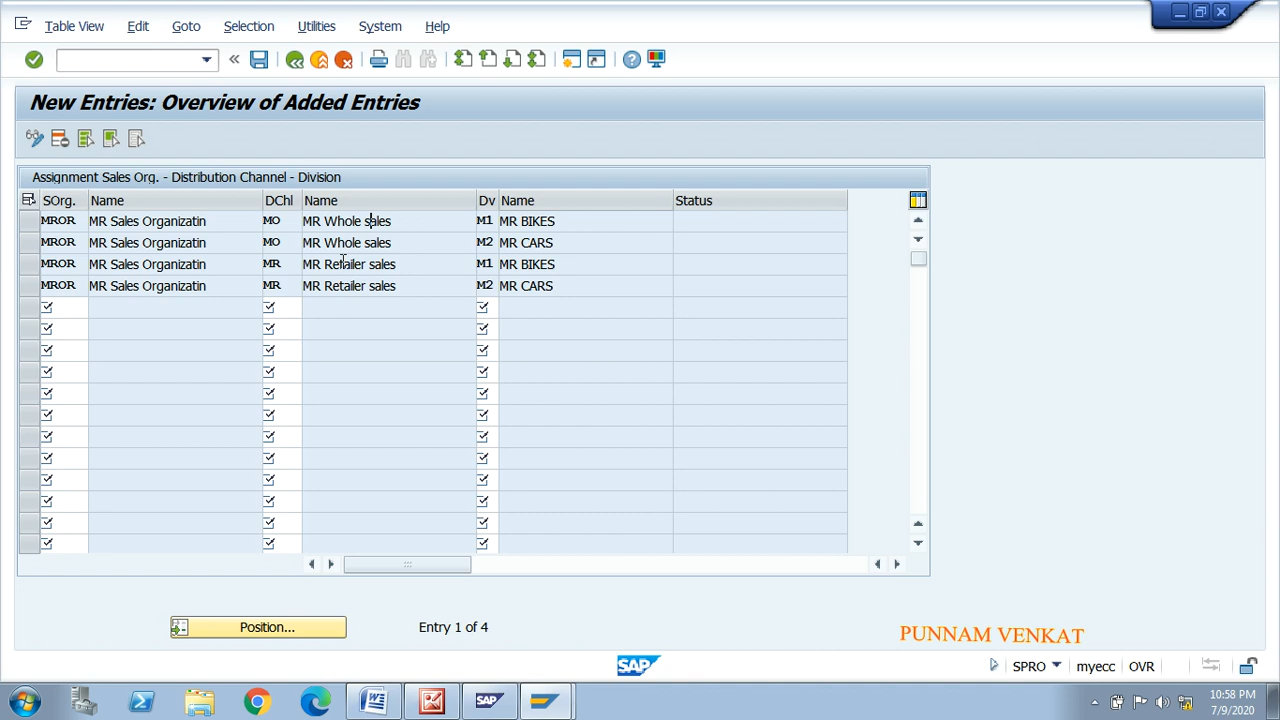 Table View Edit Goto Selection Utilities System Help
New Entries: Overview of Added Entries
Assignment Sales Org. - Distribution Channel - Division
SOrg. Name DChl Name Dv Name Status
MROR MR Sales Organizatin MO MR Whole sales M1 MR BIKES
MROR MR Sales Organizatin MO MR Whole sales M2 MR CARS
MROR MR Sales Organizatin MR MR Retailer sales M1 MR BIKES
MROR MR Sales Organizatin MR MR Retailer sales M2 MR CARS
Position... Entry 1 of 4
PUNNAM VENKAT
SAP SPRO myecc OVR
10:58 PM
7/9/2020